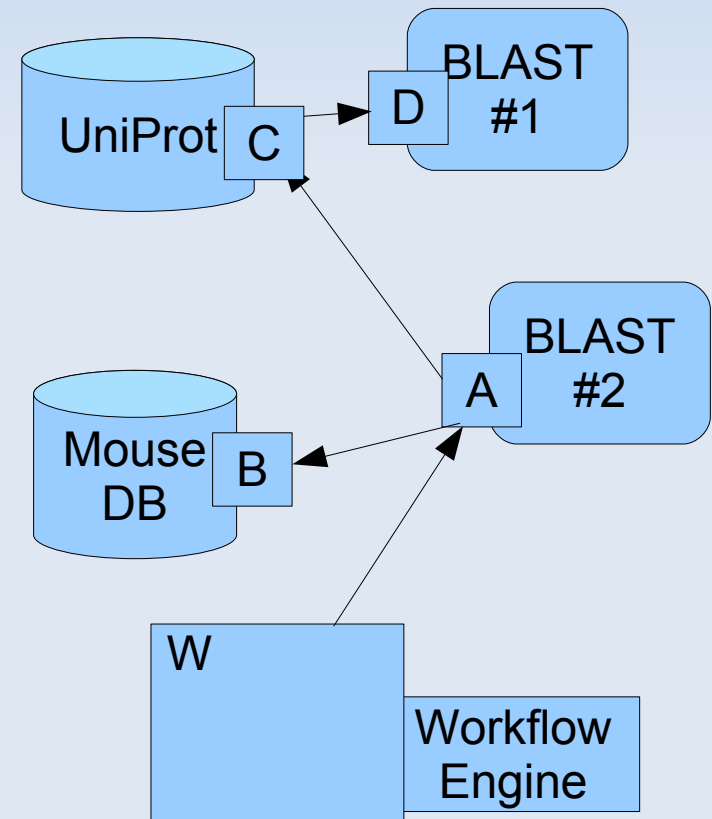 BLAST
#1
D
UniProt
C
BLAST
#2
A
Mouse
DB
B
W
Workflow
Engine